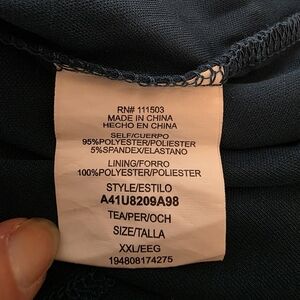 RN# 111503
MADE IN CHINA
HECHO EN CHINA
SELF/CUERPO
95%POLYESTER/POLIESTER
5%SPANDEX/ELASTANO
LINING/FORRO
100%POLYESTER/POLIESTER
STYLE/ESTILO
A41U8209A98
TEA/PER/OCH
SIZE/TALLA
XXL/EEG
194808174275